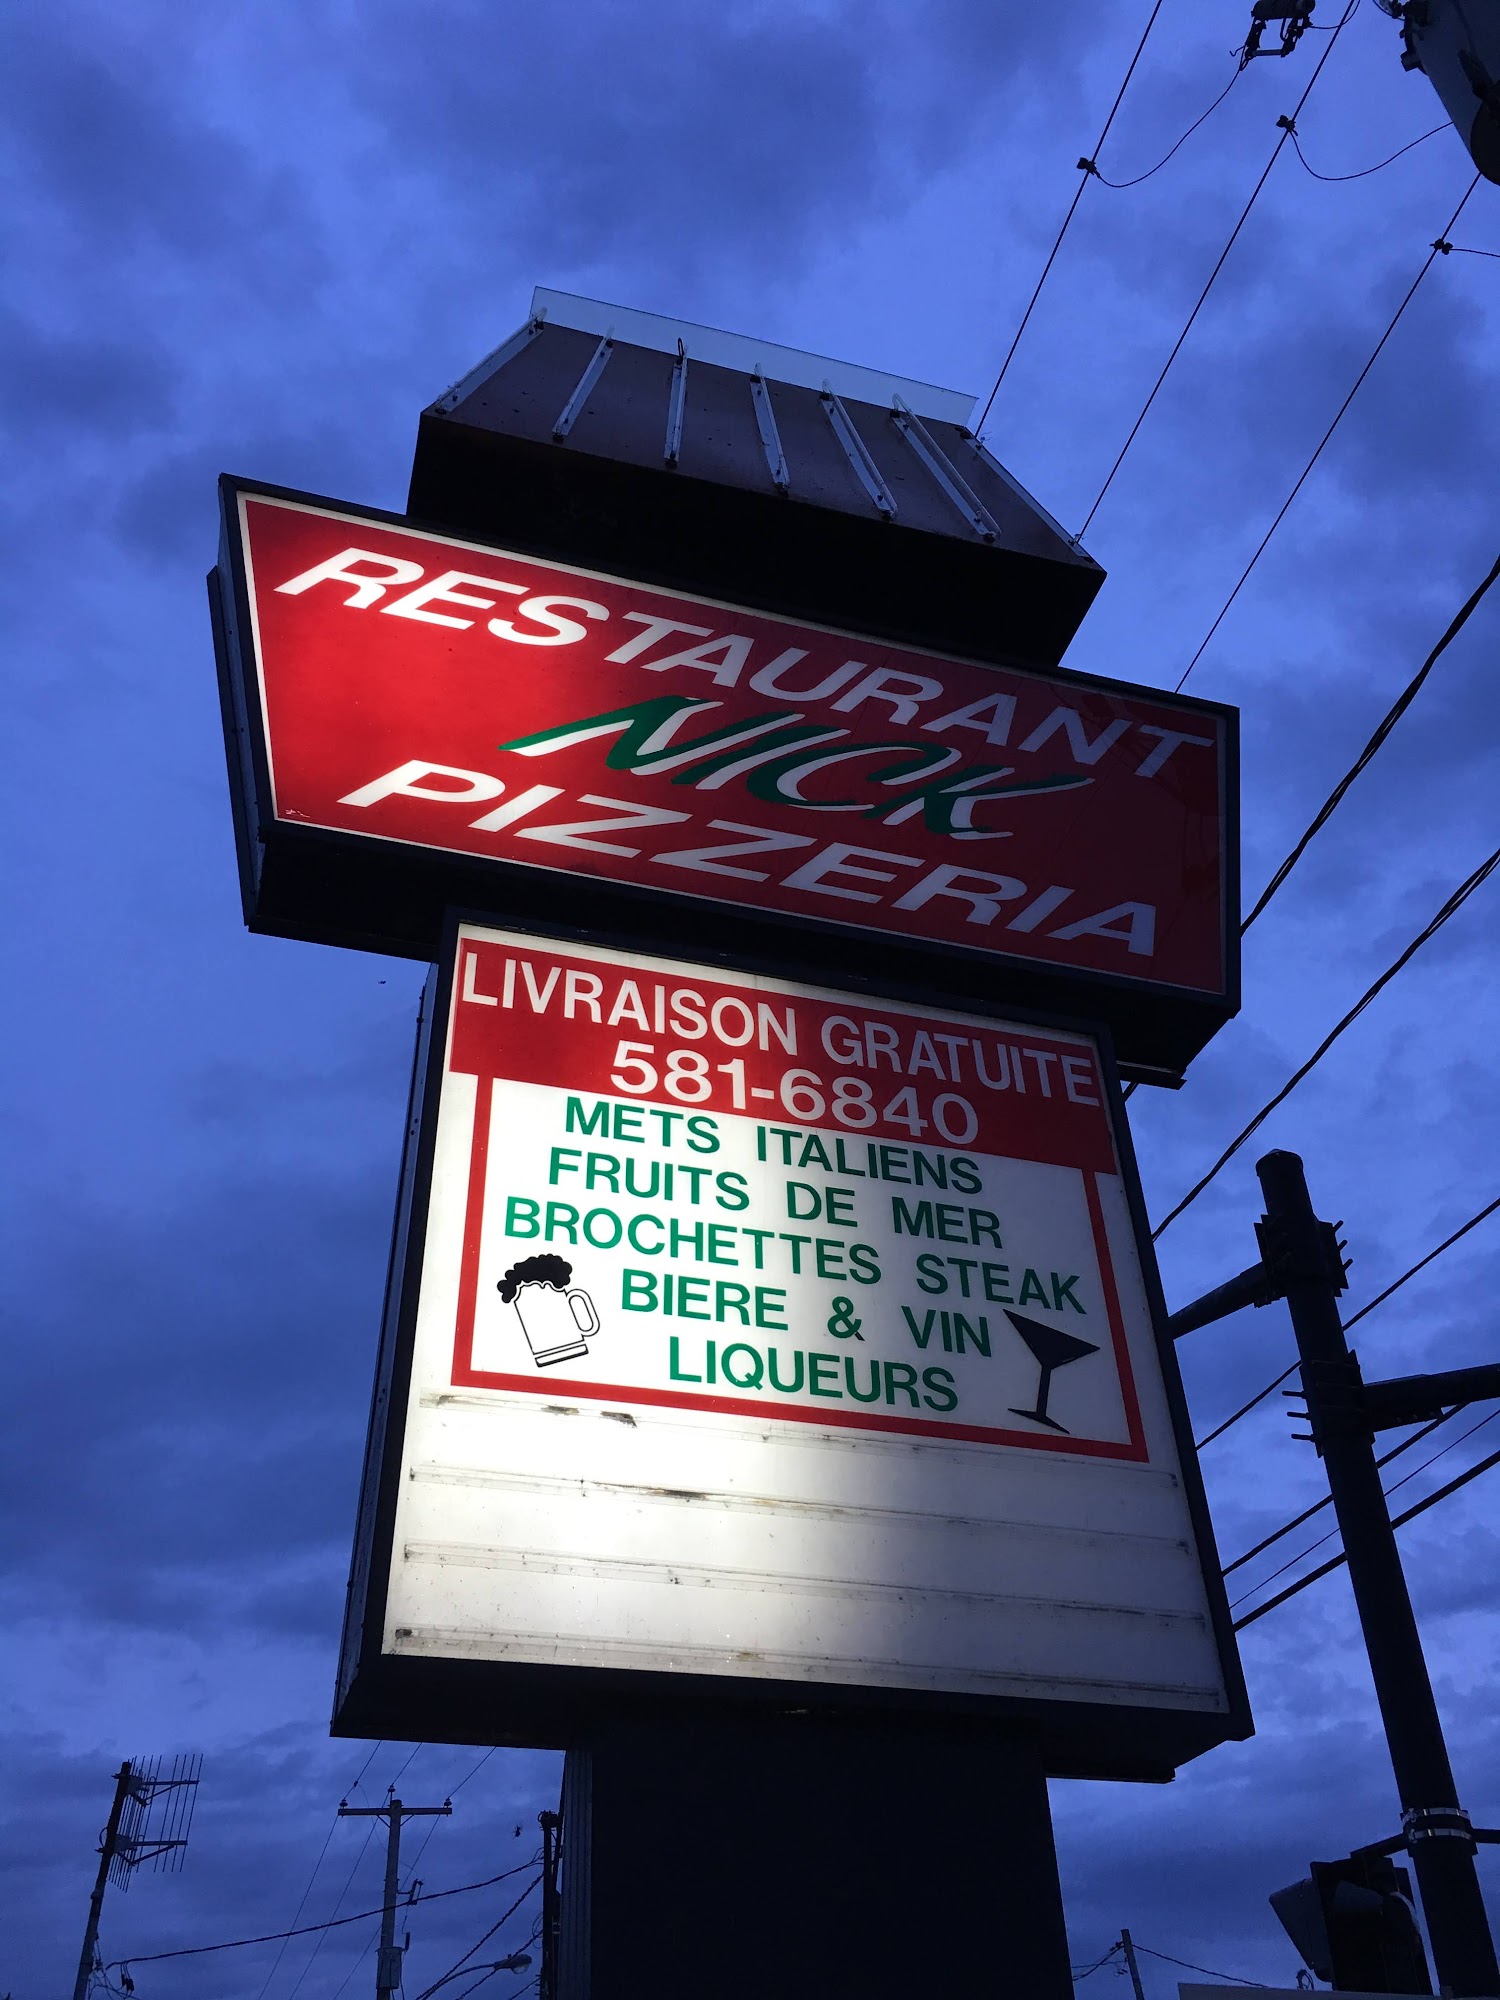 RESTAURANT
NICK
PIZZERIA
LIVRAISON GRATUITE
581-6840
METS ITALIENS
FRUITS DE MER
BROCHETTES STEAK
BIERE & VIN
LIQUEURS